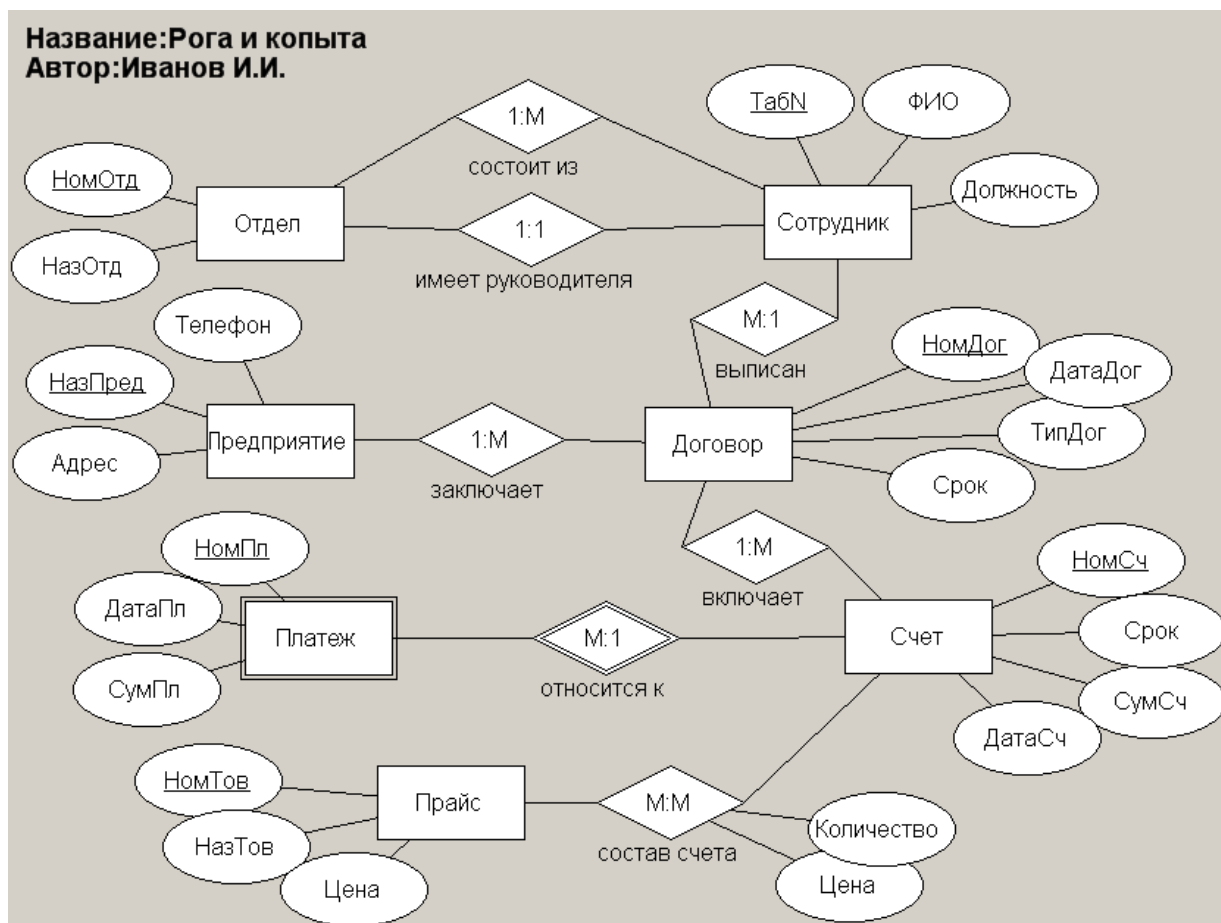 Название:Рога и копыта
Автор:Иванов И.И.
1:М
состоит из
ТабN
ФИО
НомОтд
Должность
Отдел
1:1
Сотрудник
НазОтд
имеет руководителя
Телефон
М:1
НомДог
выписан
ДатаДог
НазПред
Предприятие
1:М
Договор
ТипДог
Адрес
заключает
Срок
НомПл
1:М
НомСч
включает
ДатаПл
Платеж
М:1
Счет
Срок
СумПл
относится к
СумСч
ДатаСч
НомТов
Прайс
М:М
Количество
НазТов
состав счета
Цена
Цена